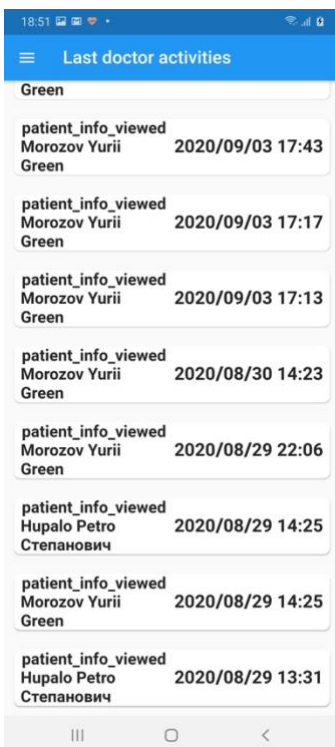 18:51
Last doctor activities
Green
patient_info_viewed
Morozov Yurii
Green
2020/09/03 17:43
patient_info_viewed
Morozov Yurii
Green
2020/09/03 17:17
patient_info_viewed
Morozov Yurii
Green
2020/09/03 17:13
patient_info_viewed
Morozov Yurii
Green
2020/08/30 14:23
patient_info_viewed
Morozov Yurii
Green
2020/08/29 22:06
patient_info_viewed
Hupalo Petro
Степанович
2020/08/29 14:25
patient_info_viewed
Morozov Yurii
Green
2020/08/29 14:25
patient_info_viewed
Hupalo Petro
Степанович
2020/08/29 13:31